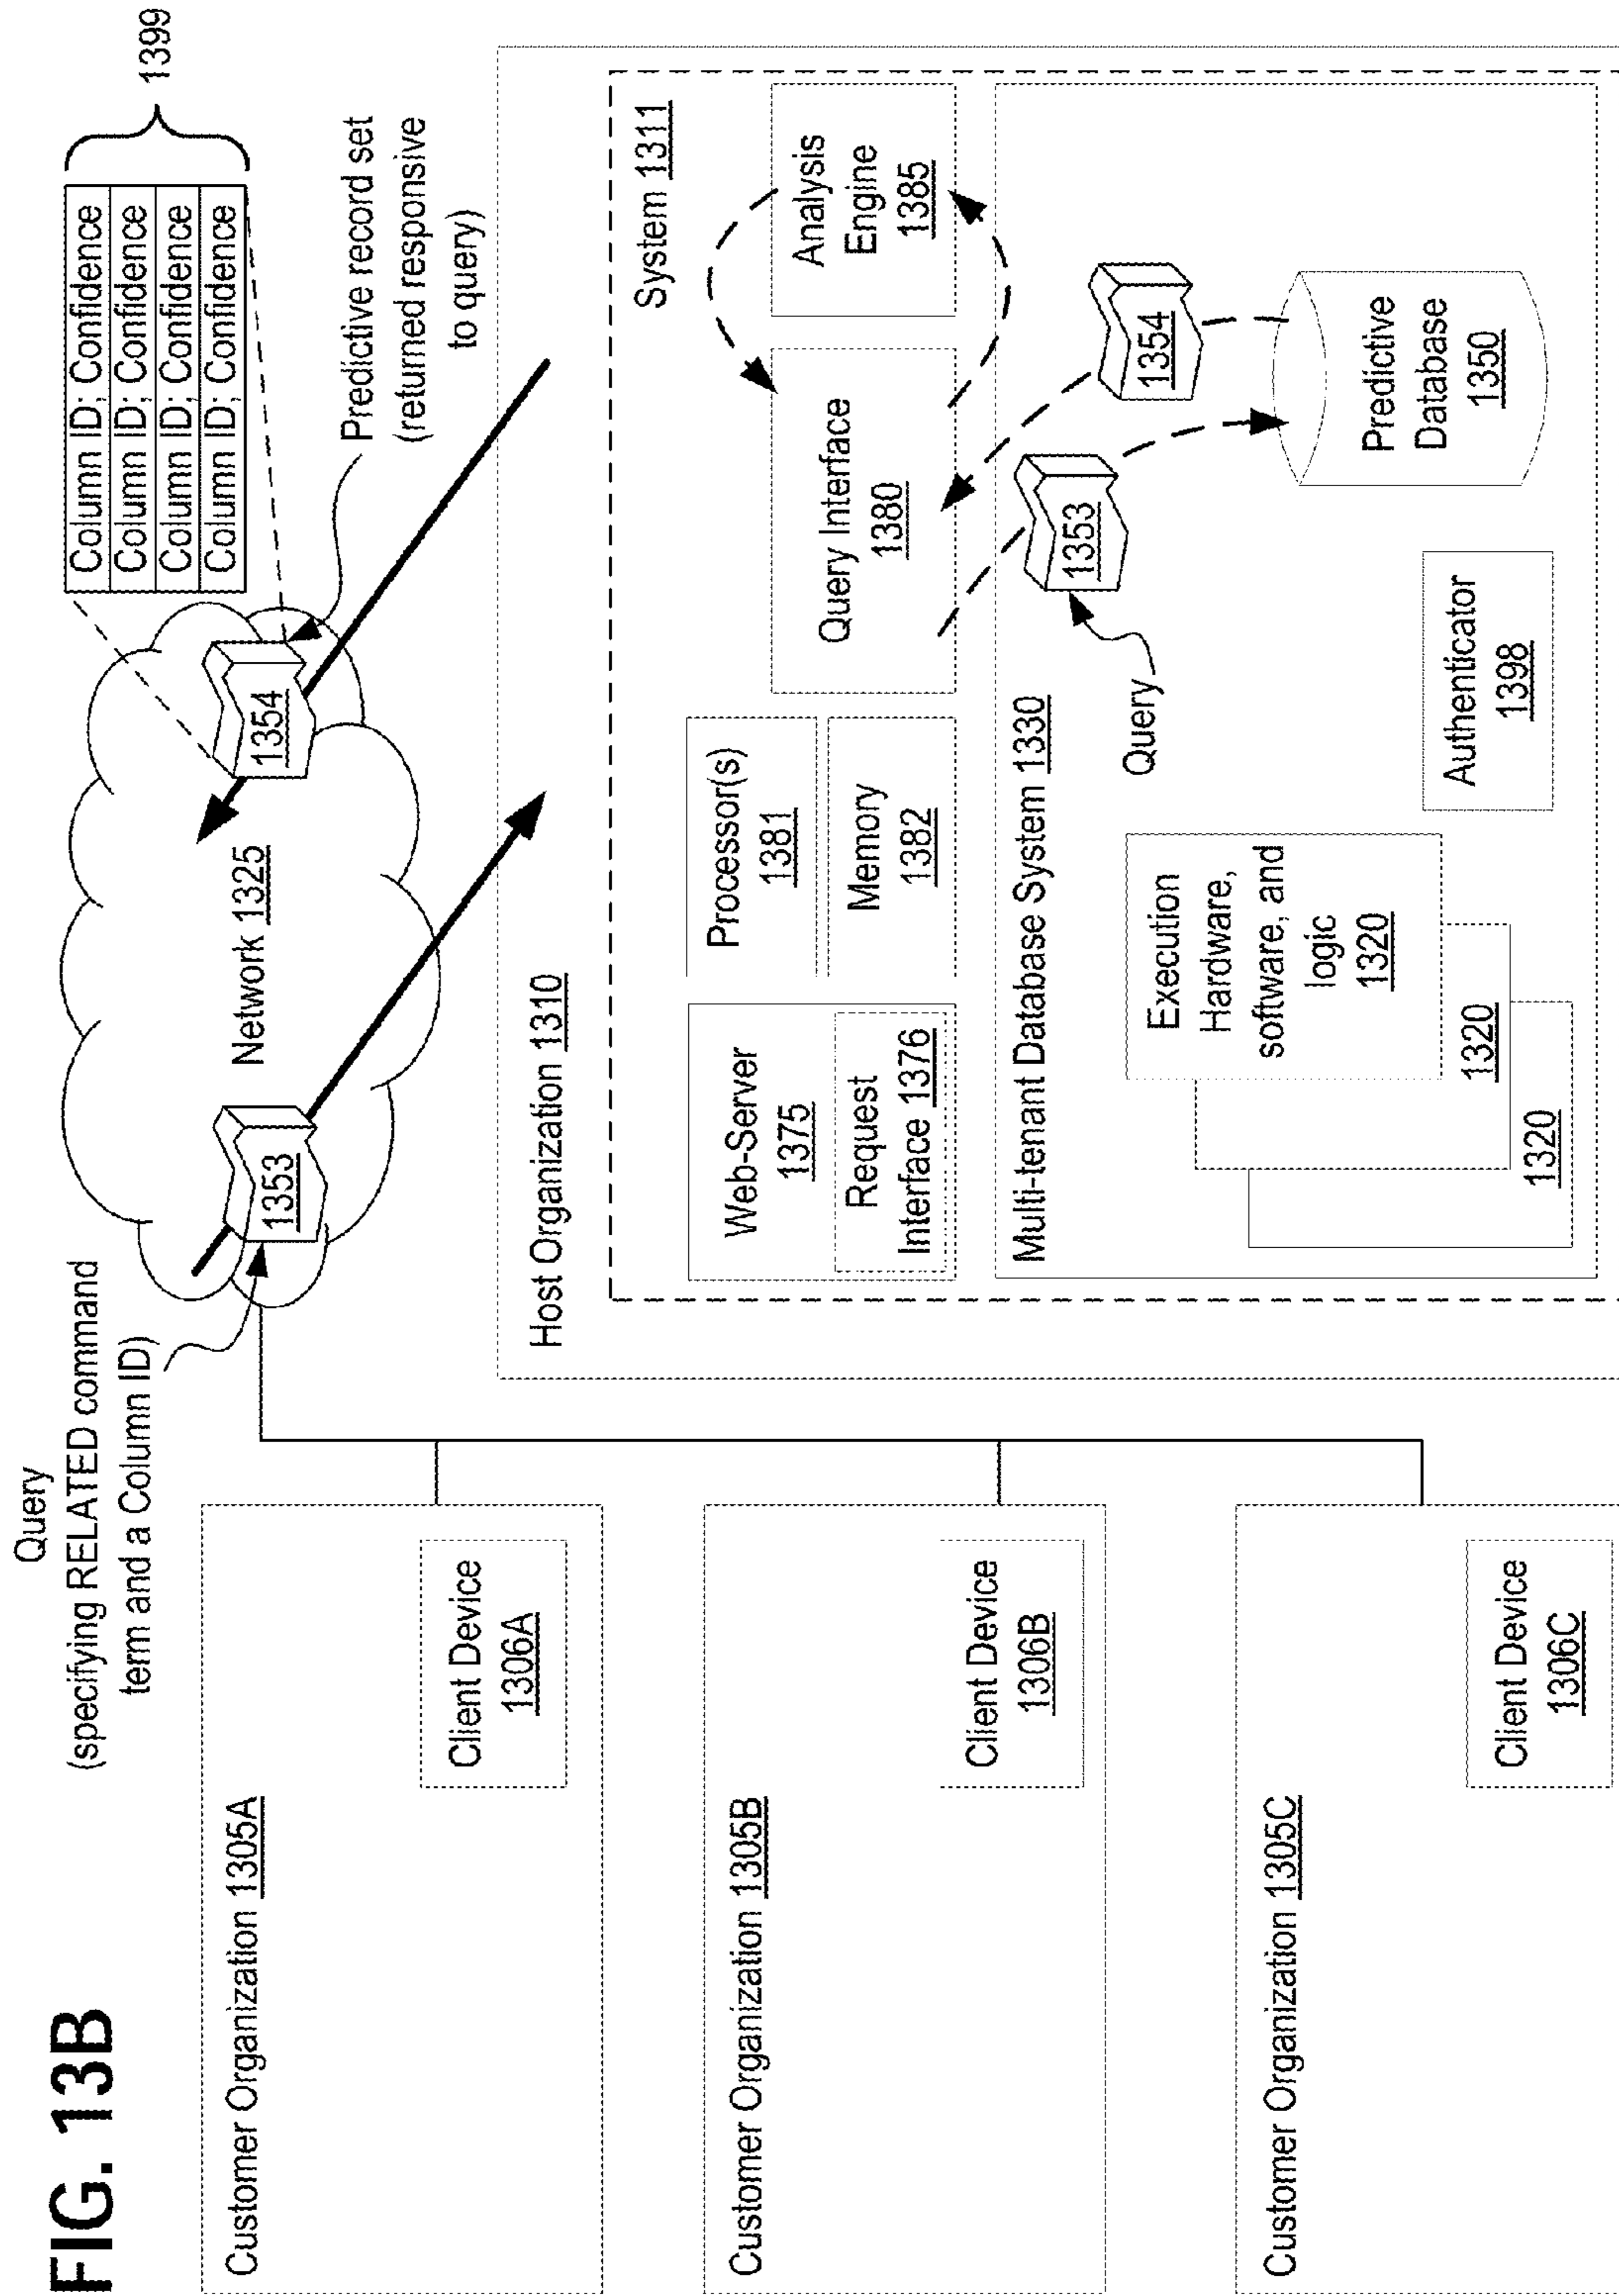 FIG. 13B
Query
(specifying RELATED command
term and a Column ID)
Customer Organization 1305A
Client Device
1306A
Customer Organization 1305B
Client Device
1306B
Customer Organization 1305C
Client Device
1306C
1353
Network 1325
1354
Column ID; Confidence
Column ID; Confidence
Column ID; Confidence
Column ID; Confidence
1399
Predictive record set
(returned responsive
to query)
Host Organization 1310
System 1311
Web-Server
1375
Request
Interface 1376
Processor(s)
1381
Memory
1382
Query Interface
1380
Analysis
Engine
1385
Multi-tenant Database System 1330
Query
1353
1354
Execution
Hardware,
software, and
logic
1320
1320
1320
Authenticator
1398
Predictive
Database
1350